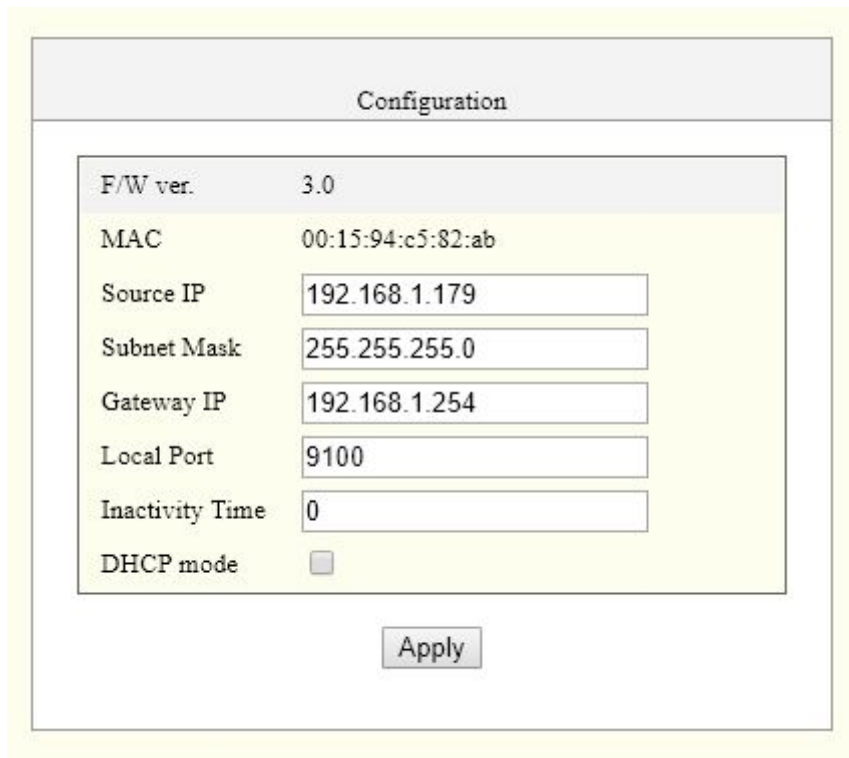 Configuration
F/W ver. 3.0
MAC 00:15:94:c5:82:ab
Source IP 192.168.1.179
Subnet Mask 255.255.255.0
Gateway IP 192.168.1.254
Local Port 9100
Inactivity Time 0
DHCP mode
Apply